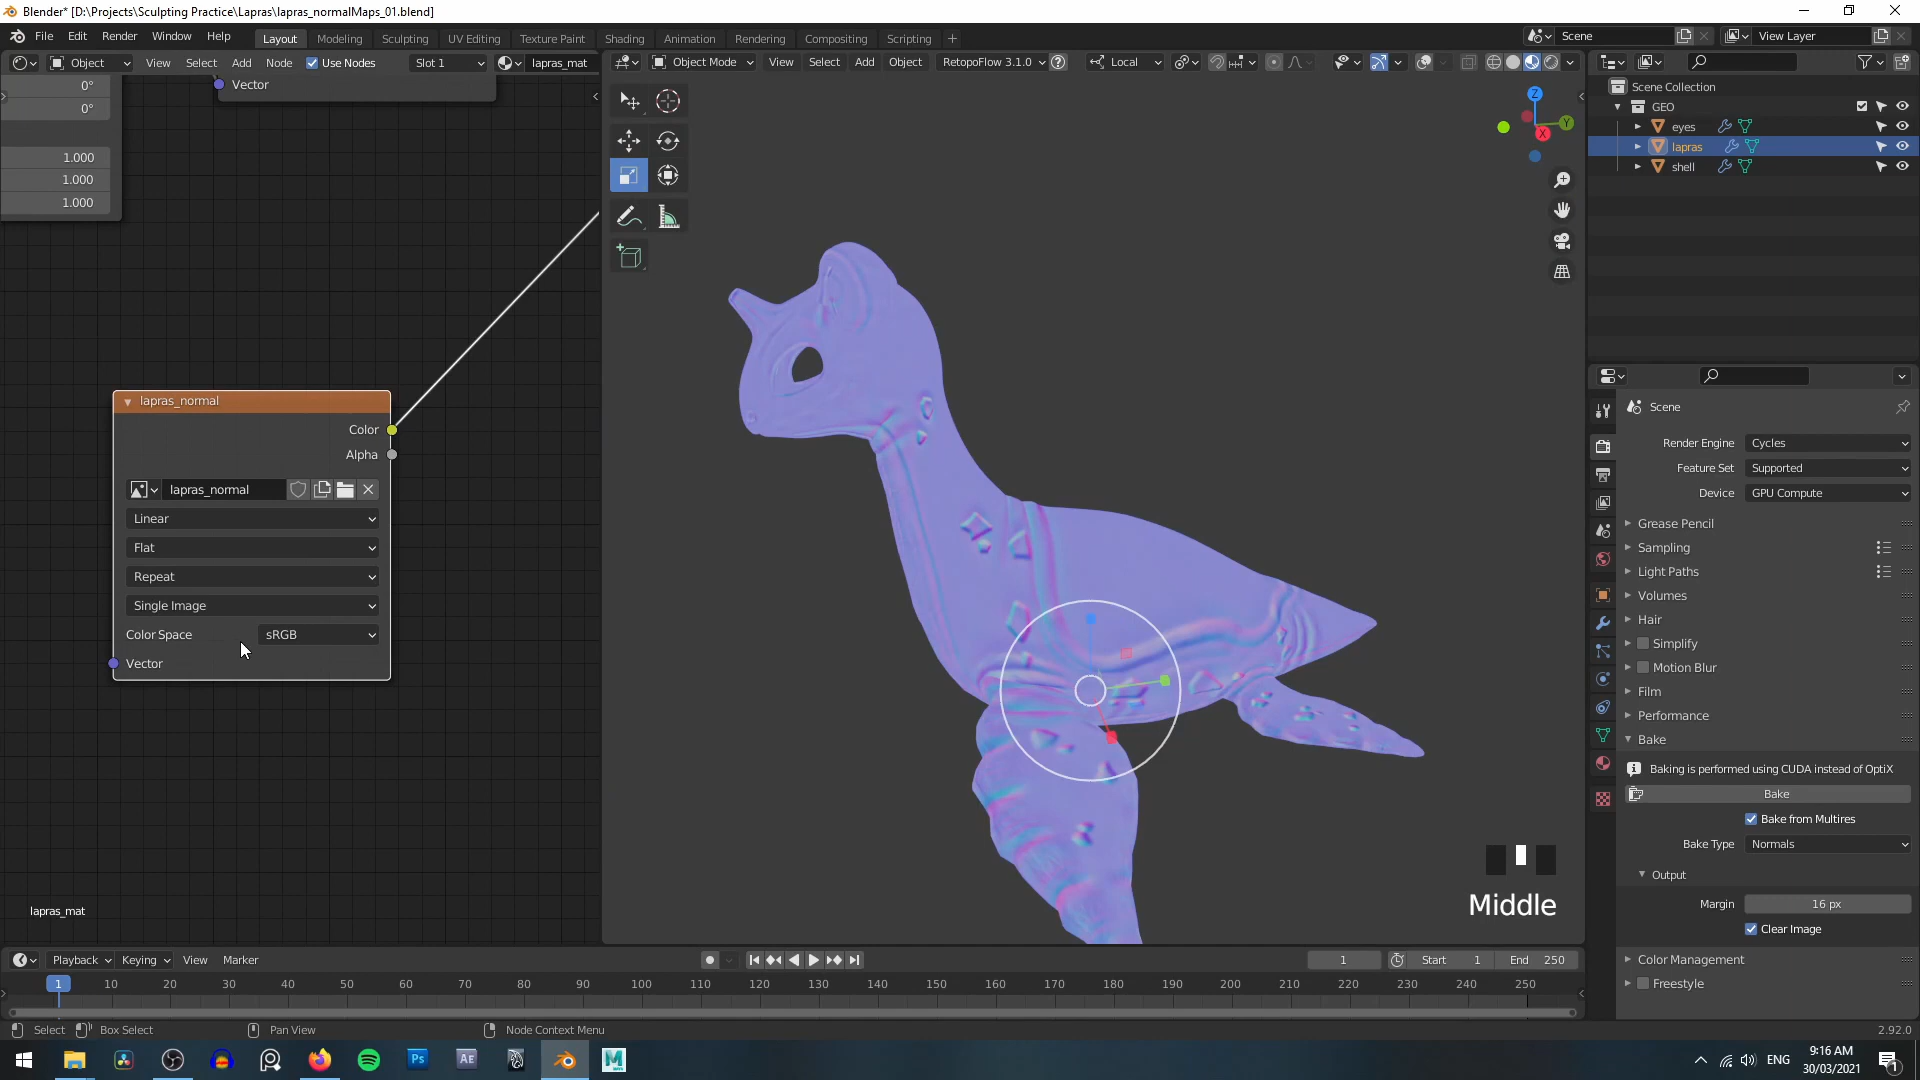 Blender* [D:\Projects\Sculpting Practice\Lapras\lapras_normalMaps_01.blend]
File Edit Render Window Help Layout Modeling Sculpting UV Editing Texture Paint Shading Animation Rendering Compositing Scripting + Scene View Layer
Object View Select Add Node Use Nodes Slot 1 lapras_mat
Object Mode View Select Add Object RetopoFlow 3.1.0 Local
0°
0°
1.000
1.000
1.000
Vector
lapras_normal
Color
Alpha
lapras_normal
Linear
Flat
Repeat
Single Image
Color Space sRGB
Vector
lapras_mat
Z
Y
X
Middle
Scene Collection
GEO
eyes
lapras
shell
Scene
Render Engine Cycles
Feature Set Supported
Device GPU Compute
Grease Pencil
Sampling
Light Paths
Volumes
Hair
Simplify
Motion Blur
Film
Performance
Bake
Baking is performed using CUDA instead of OptiX
Bake
Bake from Multires
Bake Type Normals
Output
Margin 16 px
Clear Image
Color Management
Freestyle
Playback Keying View Marker 1 Start 1 End 250
1 10 20 30 40 50 60 70 80 90 100 110 120 130 140 150 160 170 180 190 200 210 220 230 240 250
Select Box Select Pan View Node Context Menu 2.92.0
Ps Ae M ENG 9:16 AM
30/03/2021 1